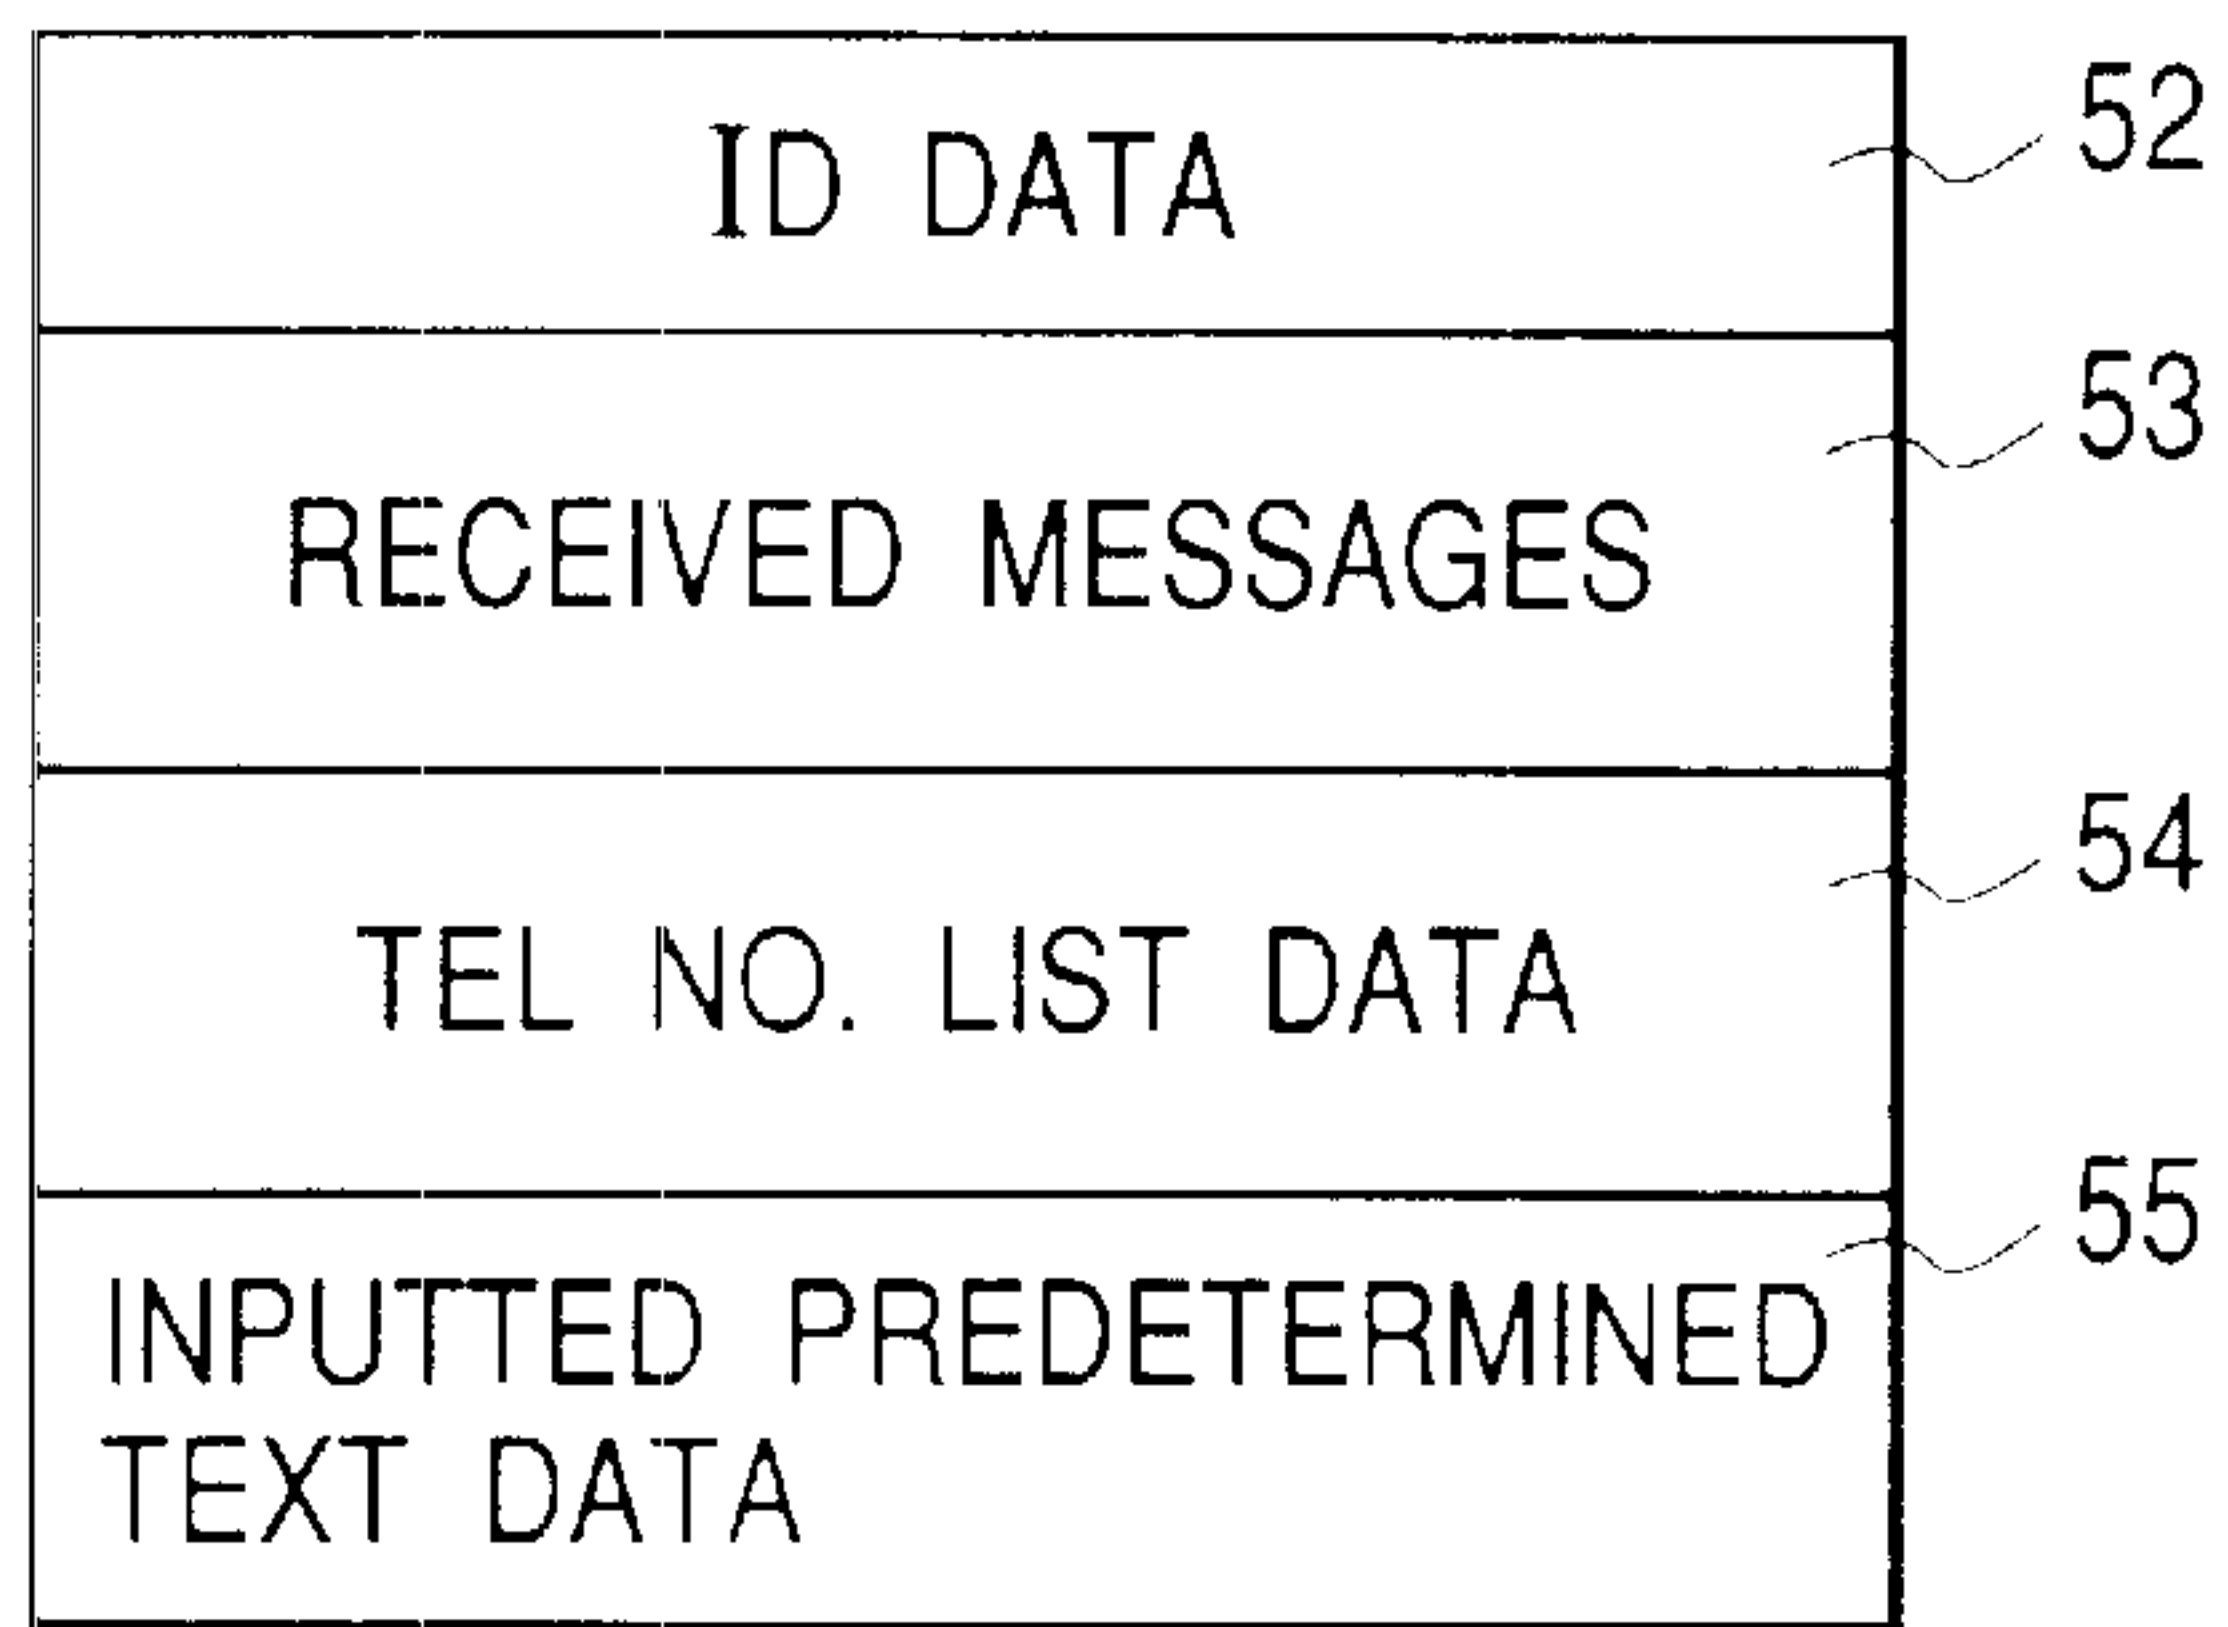 ID DATA 52
RECEIVED MESSAGES 53
TEL NO. LIST DATA 54
INPUTTED PREDETERMINED 55
TEXT DATA